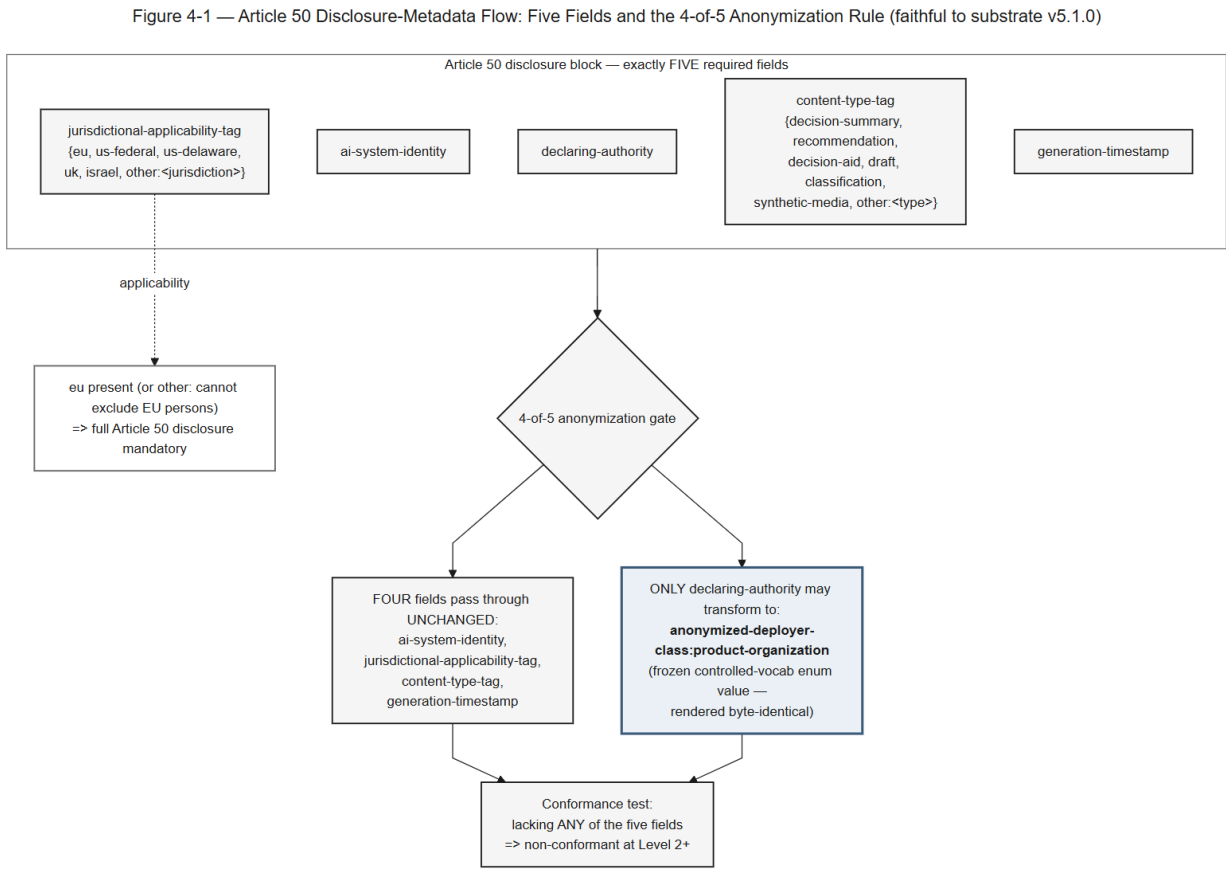 Figure 4-1 — Article 50 Disclosure-Metadata Flow: Five Fields and the 4-of-5 Anonymization Rule (faithful to substrate v5.1.0)
Article 50 disclosure block — exactly FIVE required fields
jurisdictional-applicability-tag
{eu, us-federal, us-delaware,
uk, israel, other:<jurisdiction>}
ai-system-identity
declaring-authority
content-type-tag
{decision-summary,
recommendation,
decision-aid, draft,
classification,
synthetic-media, other:<type>}
generation-timestamp
applicability
eu present (or other: cannot
exclude EU persons)
=> full Article 50 disclosure
mandatory
4-of-5 anonymization gate
FOUR fields pass through
UNCHANGED:
ai-system-identity,
jurisdictional-applicability-tag,
content-type-tag,
generation-timestamp
ONLY declaring-authority may
transform to:
anonymized-deployer-
class:product-organization
(frozen controlled-vocab enum
value —
rendered byte-identical)
Conformance test:
lacking ANY of the five fields
=> non-conformant at Level 2+